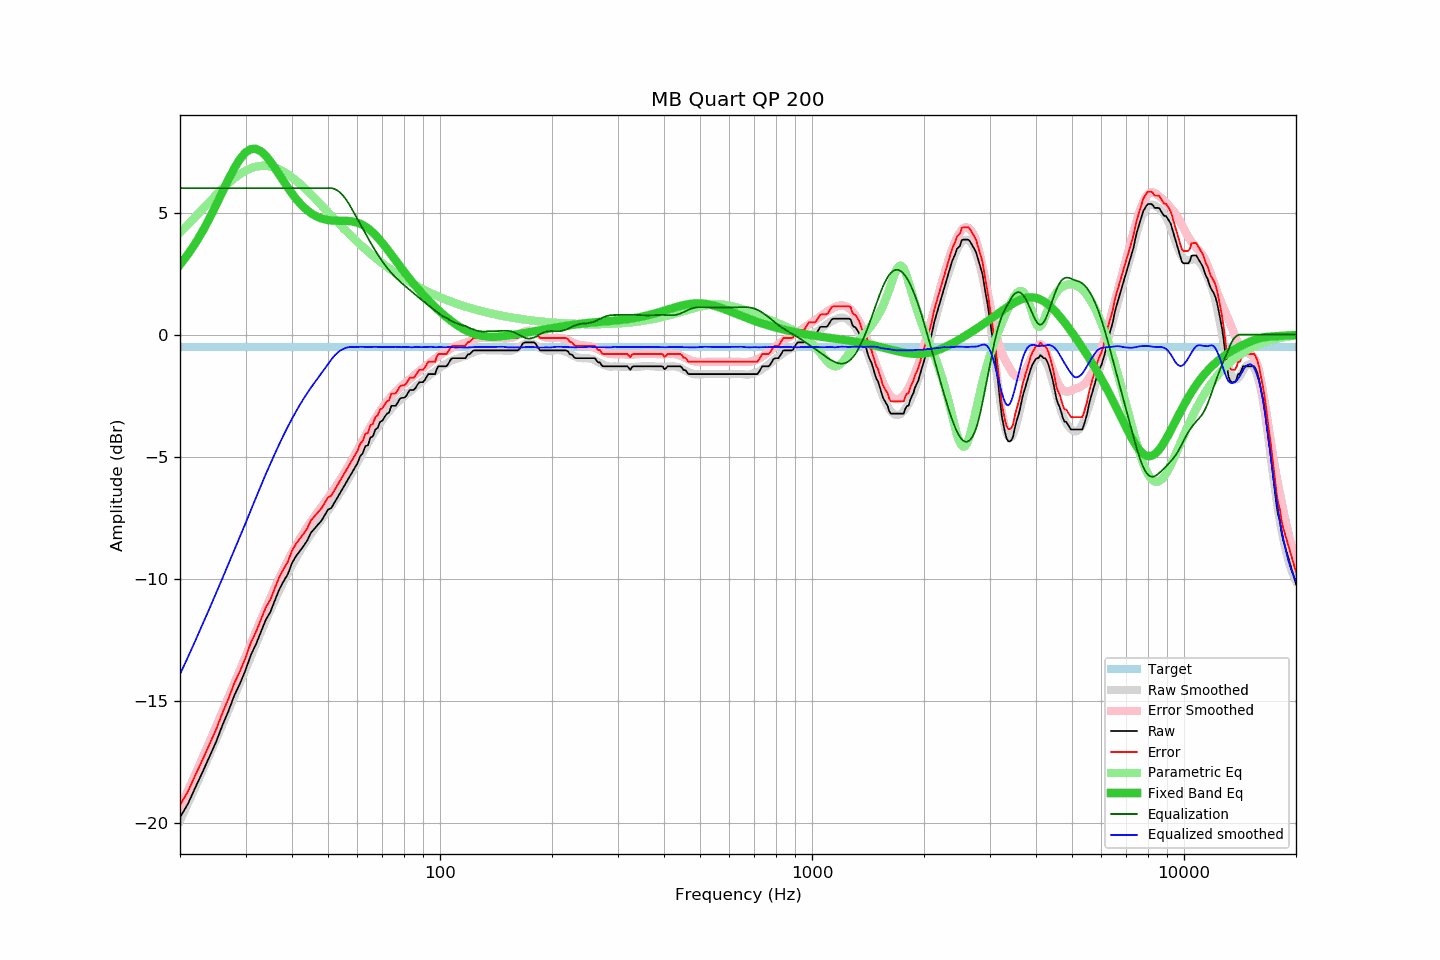 MB Quart QP 200
Amplitude (dBr)
5
0
−5
−10
−15
−20
100
1000
10000
Frequency (Hz)
Target
Raw Smoothed
Error Smoothed
Raw
Error
Parametric Eq
Fixed Band Eq
Equalization
Equalized smoothed